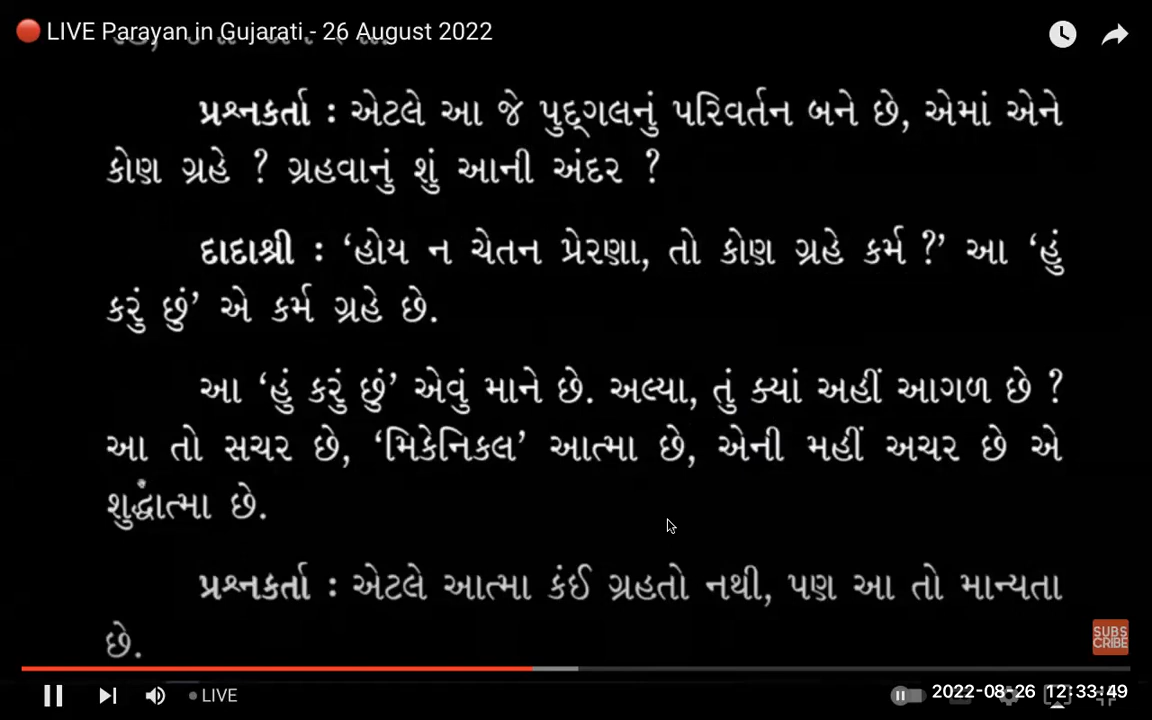 LIVE Parayan in Gujarati - 26 August 2022
પ્રશ્નકર્તા : એટલે આ જે પુદ્ગલનું પરિવર્તન બને છે, એમાં એને
કોણ ગ્રહે ? ગ્રહવાનું શું આની અંદર ?
દાદાશ્રી : ‘હોય ન ચેતન પ્રેરણા, તો કોણ ગ્રહે કર્મ ?’ આ ‘હું
કરું છું’ એ કર્મ ગ્રહે છે.
આ ‘હું કરું છું’ એવું માને છે. અલ્યા, તું ક્યાં અહીં આગળ છે ?
આ તો સચર છે, ‘મિકેનિકલ’ આત્મા છે, એની મહીં અચર છે એ
શુદ્ધાત્મા છે.
પ્રશ્નકર્તા : એટલે આત્મા કંઈ ગ્રહતો નથી, પણ આ તો માન્યતા
છે.
SUBS
CRIBE
LIVE
2022-08-26 12:33:49